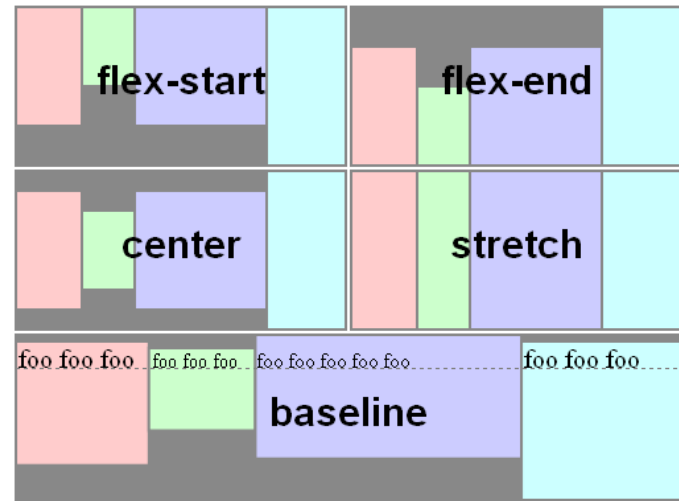 flex-start
flex-end
center
stretch
foo foo foo
foo foo foo
foo foo foo foo foo
foo foo foo
baseline